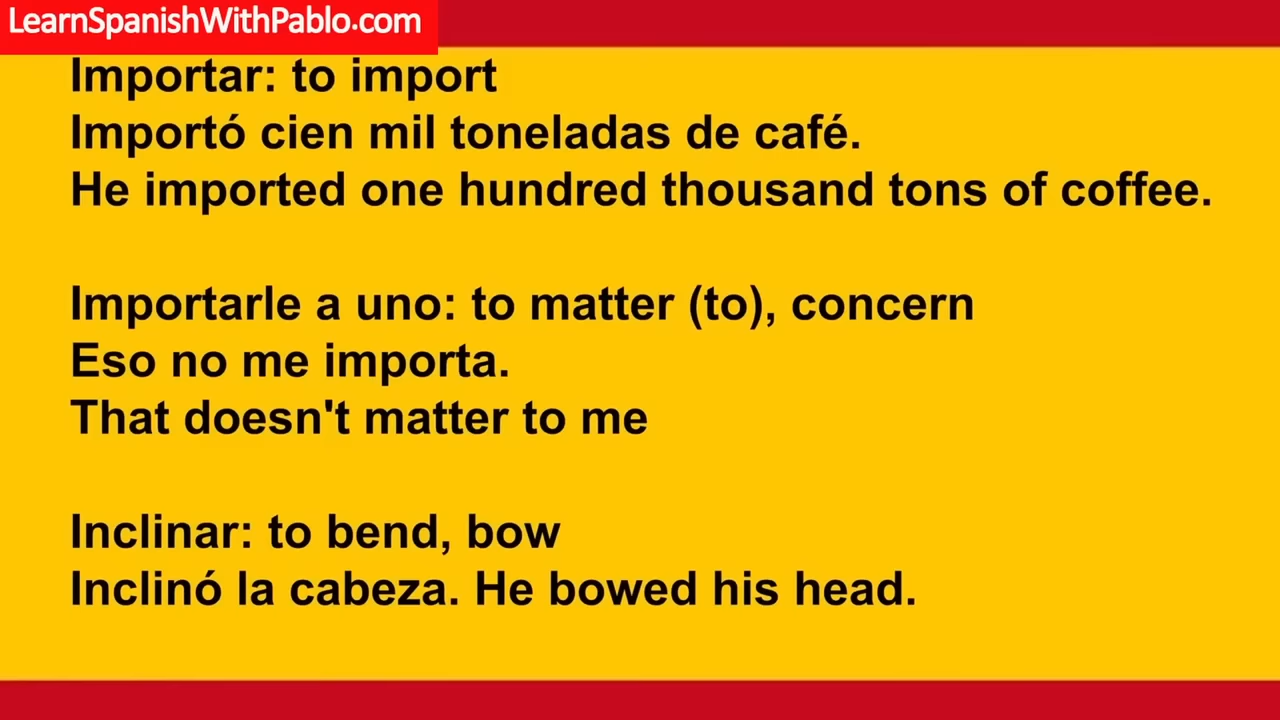 LearnSpanishWithPablo.com
Importar: to import
Importó cien mil toneladas de café.
He imported one hundred thousand tons of coffee.
Importarle a uno: to matter (to), concern
Eso no me importa.
That doesn't matter to me
Inclinar: to bend, bow
Inclinó la cabeza. He bowed his head.